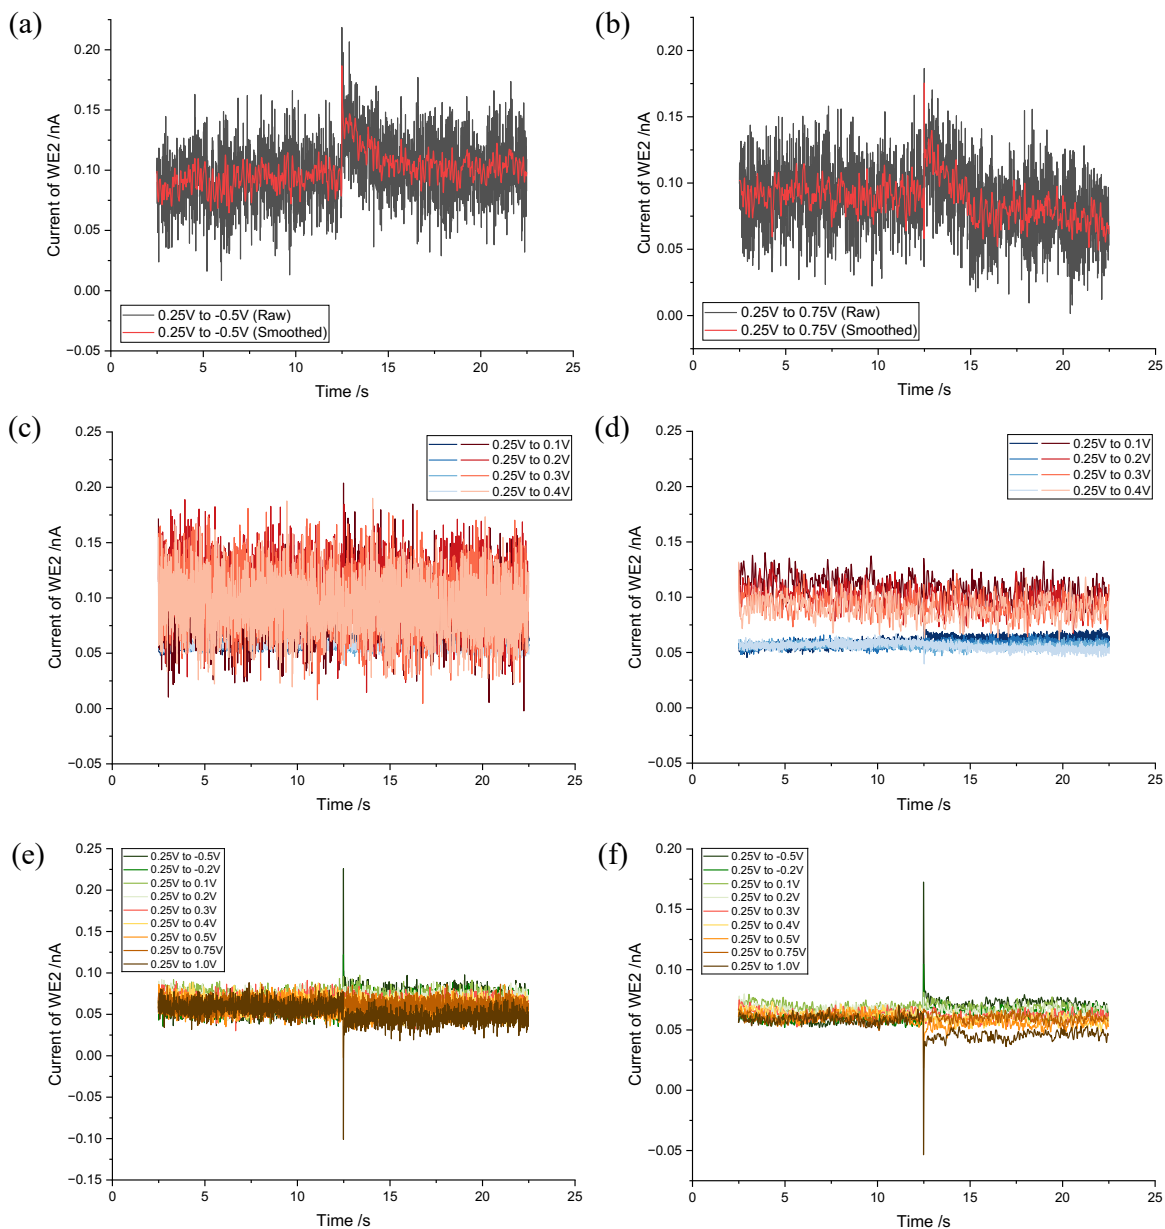 (a)
0.20
0.15
0.10
0.05
0.00
−0.05
Current of WE2 /nA
0.25V to -0.5V (Raw)
0.25V to -0.5V (Smoothed)
0 5 10 15 20 25
Time /s
(b)
0.20
0.15
0.10
0.05
0.00
Current of WE2 /nA
0.25V to 0.75V (Raw)
0.25V to 0.75V (Smoothed)
0 5 10 15 20 25
Time /s
(c)
0.25
0.20
0.15
0.10
0.05
0.00
−0.05
Current of WE2 /nA
0.25V to 0.1V
0.25V to 0.2V
0.25V to 0.3V
0.25V to 0.4V
0 5 10 15 20 25
Time /s
(d)
0.25
0.20
0.15
0.10
0.05
0.00
−0.05
Current of WE2 /nA
0.25V to 0.1V
0.25V to 0.2V
0.25V to 0.3V
0.25V to 0.4V
0 5 10 15 20 25
Time /s
(e)
0.25
0.20
0.15
0.10
0.05
0.00
−0.05
−0.10
−0.15
Current of WE2 /nA
0.25V to -0.5V
0.25V to -0.2V
0.25V to 0.1V
0.25V to 0.2V
0.25V to 0.3V
0.25V to 0.4V
0.25V to 0.5V
0.25V to 0.75V
0.25V to 1.0V
0 5 10 15 20 25
Time /s
(f)
0.20
0.15
0.10
0.05
0.00
−0.05
Current of WE2 /nA
0.25V to -0.5V
0.25V to -0.2V
0.25V to 0.1V
0.25V to 0.2V
0.25V to 0.3V
0.25V to 0.4V
0.25V to 0.5V
0.25V to 0.75V
0.25V to 1.0V
0 5 10 15 20 25
Time /s